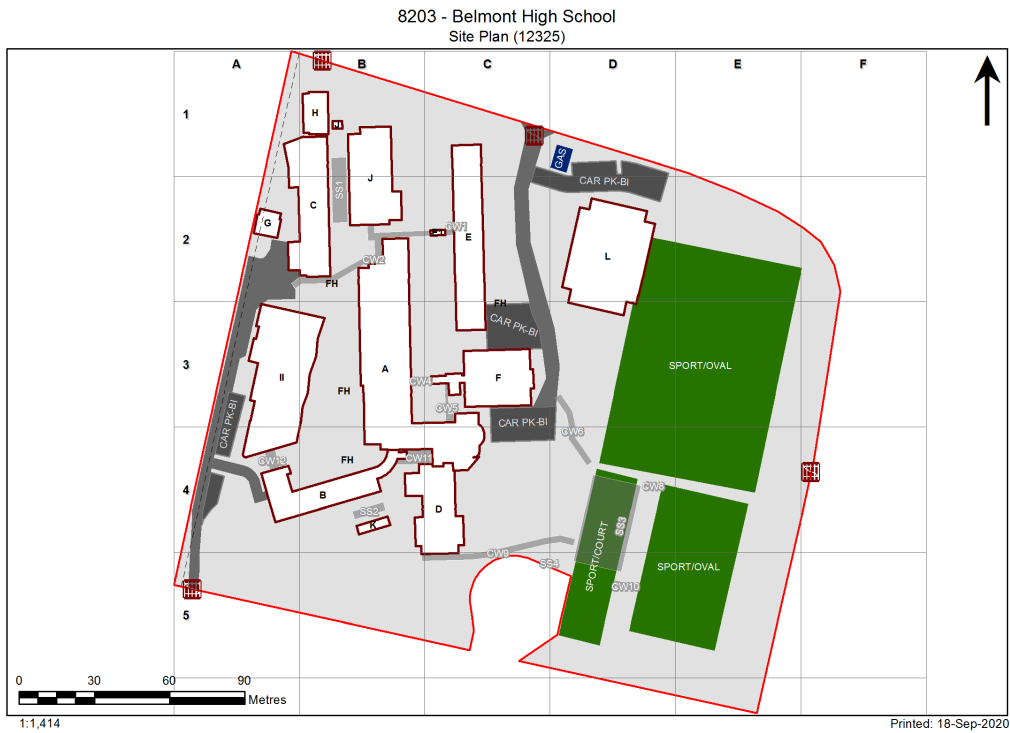 8203 - Belmont High School
Site Plan (12325)
A B C D E F
1
H
GAS
CAR PK-BI
J
SS1
C
G
2
CW1
E
L
CW2
FH
FH
CAR PK-BI
3
SPORT/OVAL
II
A
CW4
F
FH
CW5
CAR PK-BI
CAR PK-BI
CW6
FH
CW11
CW12
4
CW8
B
D
SS2
K
SS3
SPORT/COURT
CW9
SS4
SPORT/OVAL
CW10
5
0 30 60 90
Metres
1:1,414
Printed: 18-Sep-2020